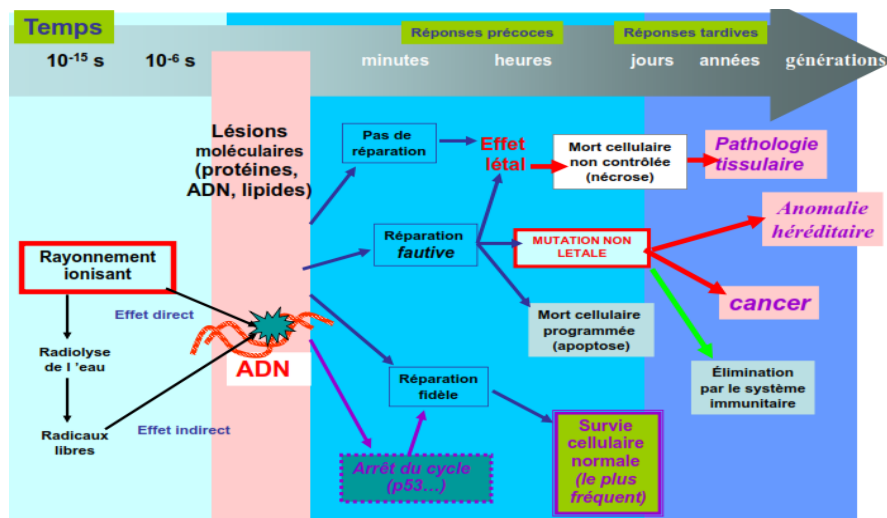 Temps
Réponses précoces
Réponses tardives
10-15 s
10-6 s
minutes
heures
jours
années
générations
Lésions
moléculaires
(protéines,
ADN, lipides)
Pas de
réparation
Effet
létal
Mort cellulaire
non contrôlée
(nécrose)
Pathologie
tissulaire
Anomalie
héréditaire
Réparation
fautive
MUTATION NON
LETALE
Rayonnement
ionisant
cancer
Effet direct
Mort cellulaire
programmée
(apoptose)
Radiolyse
de l 'eau
ADN
Réparation
fidèle
Élimination
par le système
immunitaire
Radicaux
libres
Effet indirect
Arrêt du cycle
(p53...)
Survie
cellulaire
normale
(le plus
fréquent)